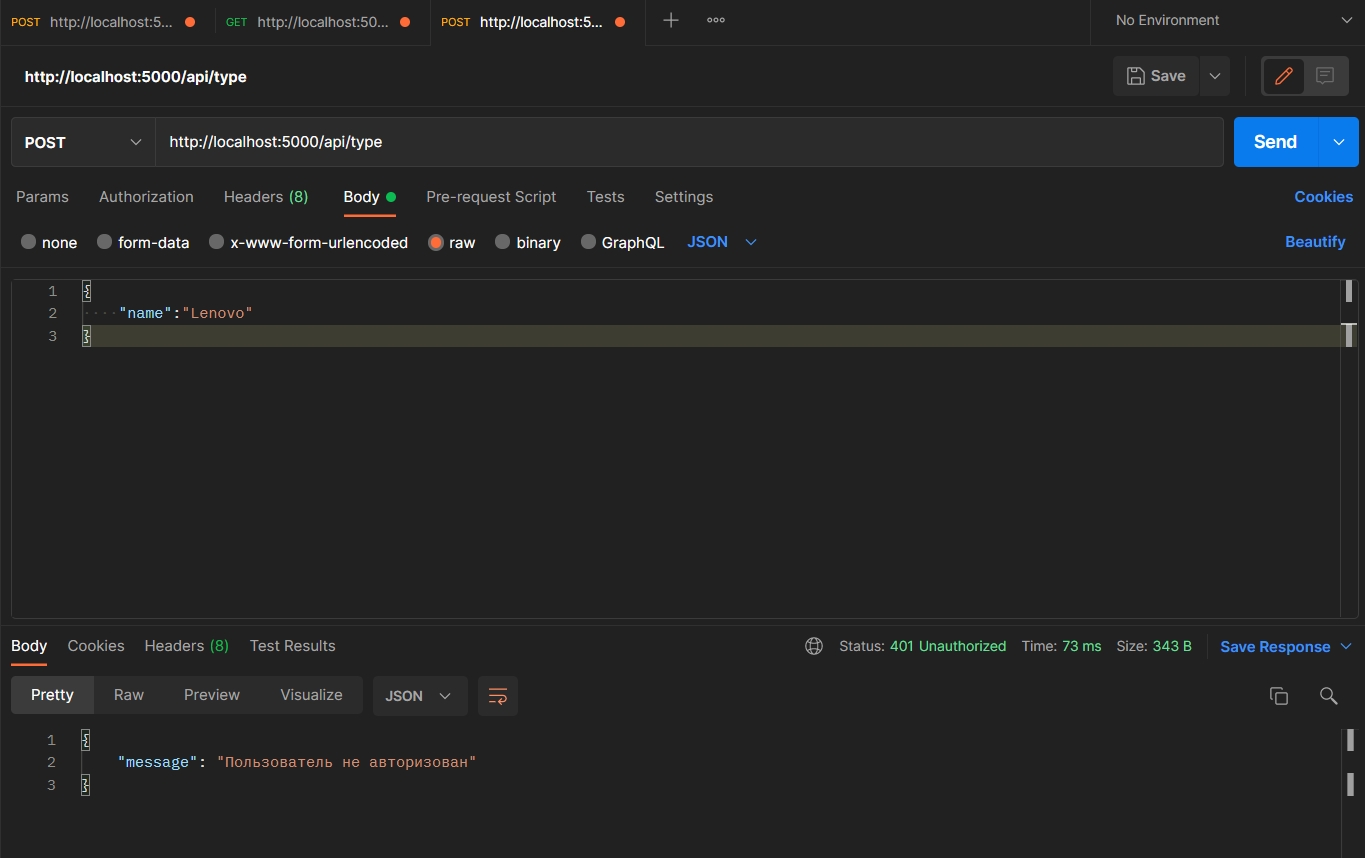 POST http://localhost:5... GET http://localhost:50... POST http://localhost:5... No Environment
http://localhost:5000/api/type Save
POST http://localhost:5000/api/type Send
Params Authorization Headers (8) Body Pre-request Script Tests Settings Cookies
none form-data x-www-form-urlencoded raw binary GraphQL JSON Beautify
1 {
2 "name":"Lenovo"
3 }
Body Cookies Headers (8) Test Results Status: 401 Unauthorized Time: 73 ms Size: 343 B Save Response
Pretty Raw Preview Visualize JSON
1 {
2 "message": "Пользователь не авторизован"
3 }